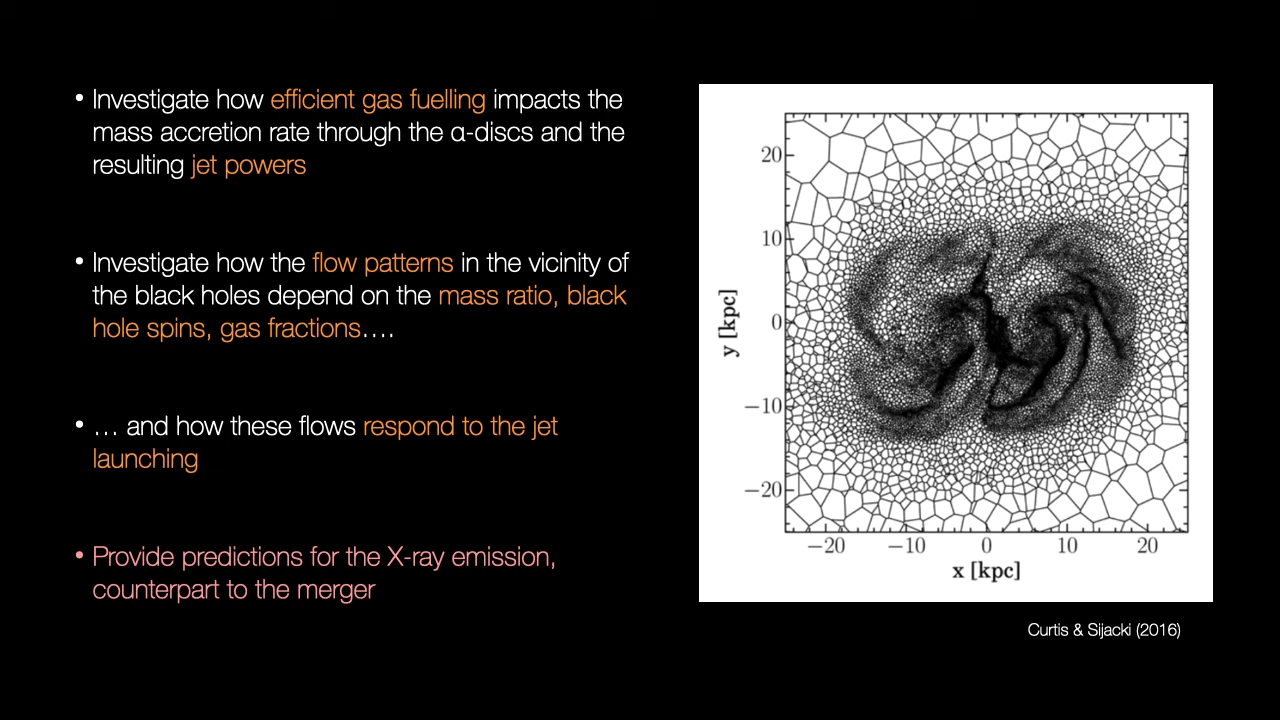 • Investigate how efficient gas fuelling impacts the
mass accretion rate through the α-discs and the
resulting jet powers
• Investigate how the flow patterns in the vicinity of
the black holes depend on the mass ratio, black
hole spins, gas fractions….
• … and how these flows respond to the jet
launching
• Provide predictions for the X-ray emission,
counterpart to the merger
20
10
0
−10
−20
y [kpc]
−20 −10 0 10 20
x [kpc]
Curtis & Sijacki (2016)